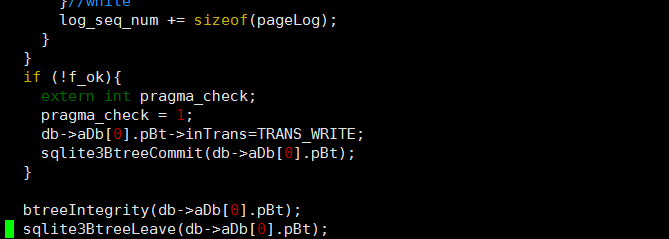 }//while
log_seq_num += sizeof(pageLog);
}
}
if (!f_ok){
extern int pragma_check;
pragma_check = 1;
db->aDb[0].pBt->inTrans=TRANS_WRITE;
sqlite3BtreeCommit(db->aDb[0].pBt);
}
btreeIntegrity(db->aDb[0].pBt);
sqlite3BtreeLeave(db->aDb[0].pBt);